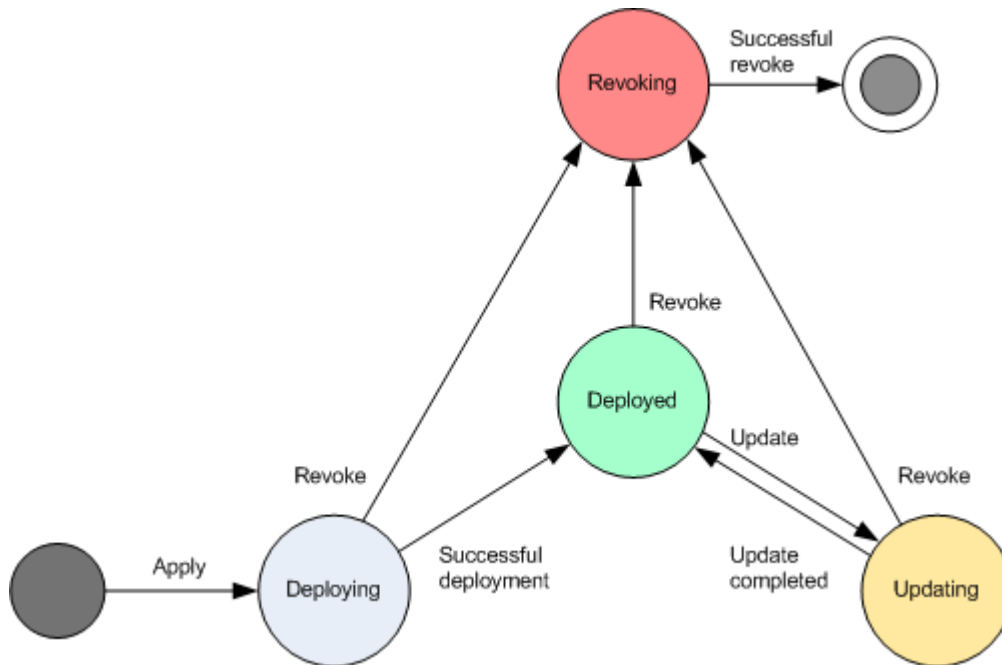 Successful
revoke
Revoking
Revoke
Deployed
Update
Revoke
Revoke
Successful
deployment
Update
completed
Apply
Deploying
Updating